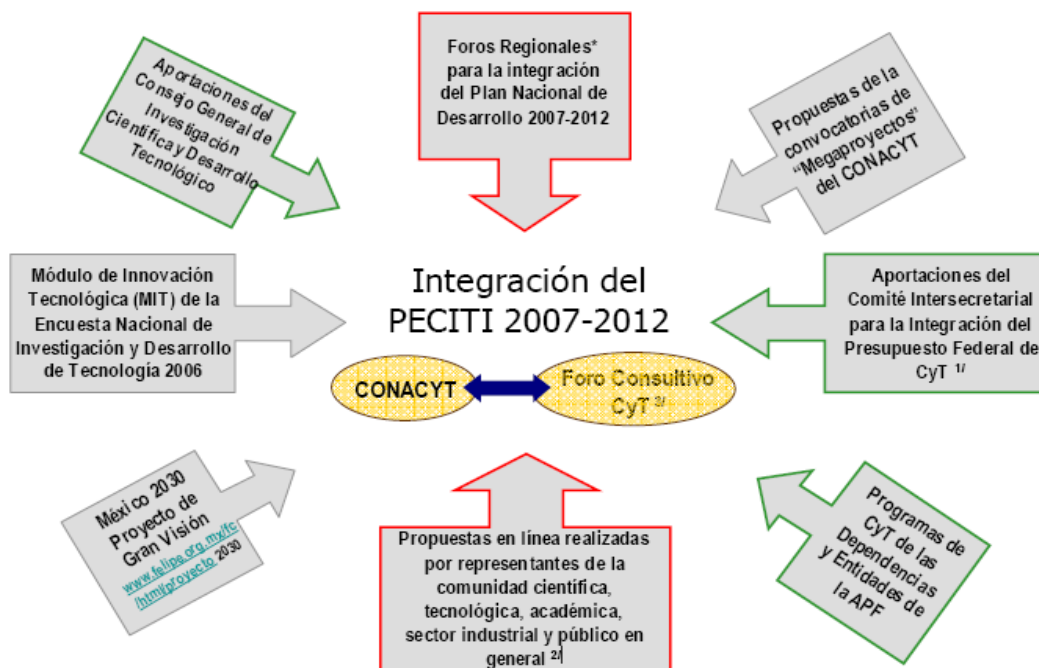 Foros Regionales*
para la integración
del Plan Nacional de
Desarrollo 2007-2012
Aportaciones del
Consejo General de
Investigación
Científica y Desarrollo
Tecnológico
Propuestas de la
convocatorias de
"Megaproyectos"
del CONACYT
Módulo de Innovación
Tecnológica (MIT) de la
Encuesta Nacional de
Investigación y Desarrollo
de Tecnología 2006
Integración del
PECITI 2007-2012
CONACYT
Foro Consultivo
CyT 3/
Aportaciones del
Comité Intersecretarial
para la Integración del
Presupuesto Federal de
CyT 1/
México 2030
Proyecto de
Gran Visión
www.felipe.org.mx/fc
/html/proyecto 2030
Propuestas en línea realizadas
por representantes de la
comunidad científica,
tecnológica, académica,
sector industrial y público en
general 2/
Programas de
CyT de las
Dependencias
y Entidades de
la APF